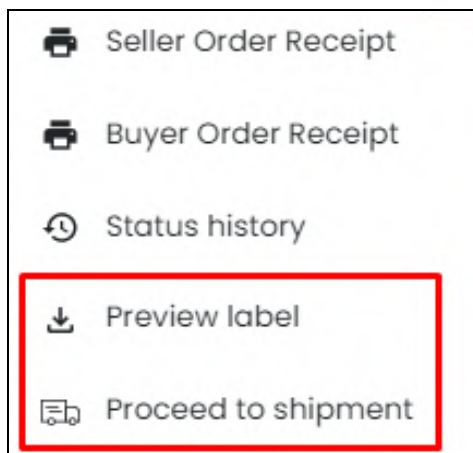 Seller Order Receipt
Buyer Order Receipt
Status history
Preview label
Proceed to shipment